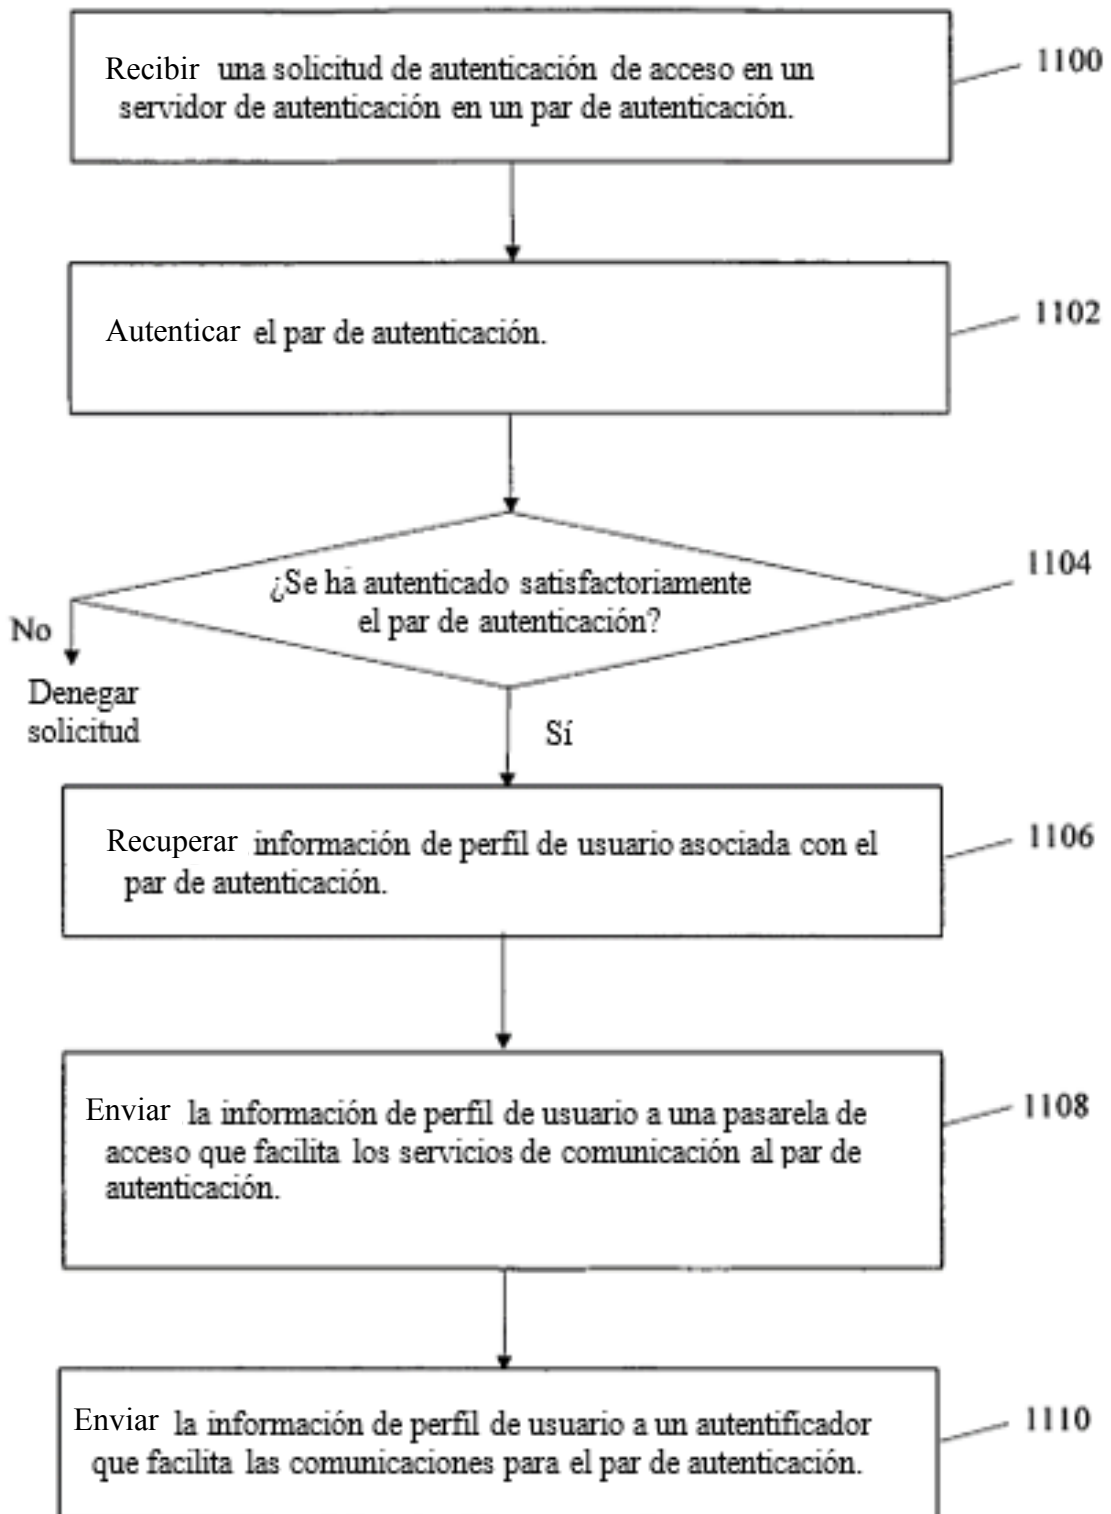 Recibir una solicitud de autenticación de acceso en un
servidor de autenticación en un par de autenticación.
1100
Autenticar el par de autenticación.
1102
¿Se ha autenticado satisfactoriamente
el par de autenticación?
1104
No
Denegar
solicitud
Sí
Recuperar información de perfil de usuario asociada con el
par de autenticación.
1106
Enviar la información de perfil de usuario a una pasarela de
acceso que facilita los servicios de comunicación al par de
autenticación.
1108
Enviar la información de perfil de usuario a un autentificador
que facilita las comunicaciones para el par de autenticación.
1110